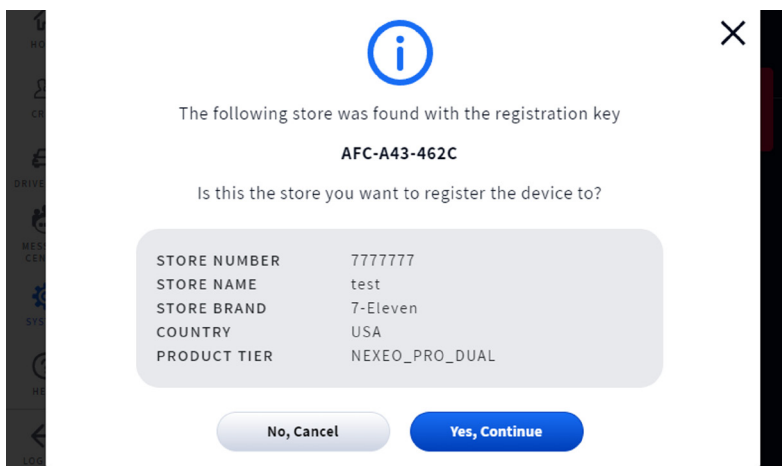 The following store was found with the registration key
AFC-A43-462C
Is this the store you want to register the device to?
STORE NUMBER 7777777
STORE NAME test
STORE BRAND 7-Eleven
COUNTRY USA
PRODUCT TIER NEXEO_PRO_DUAL
No, Cancel Yes, Continue